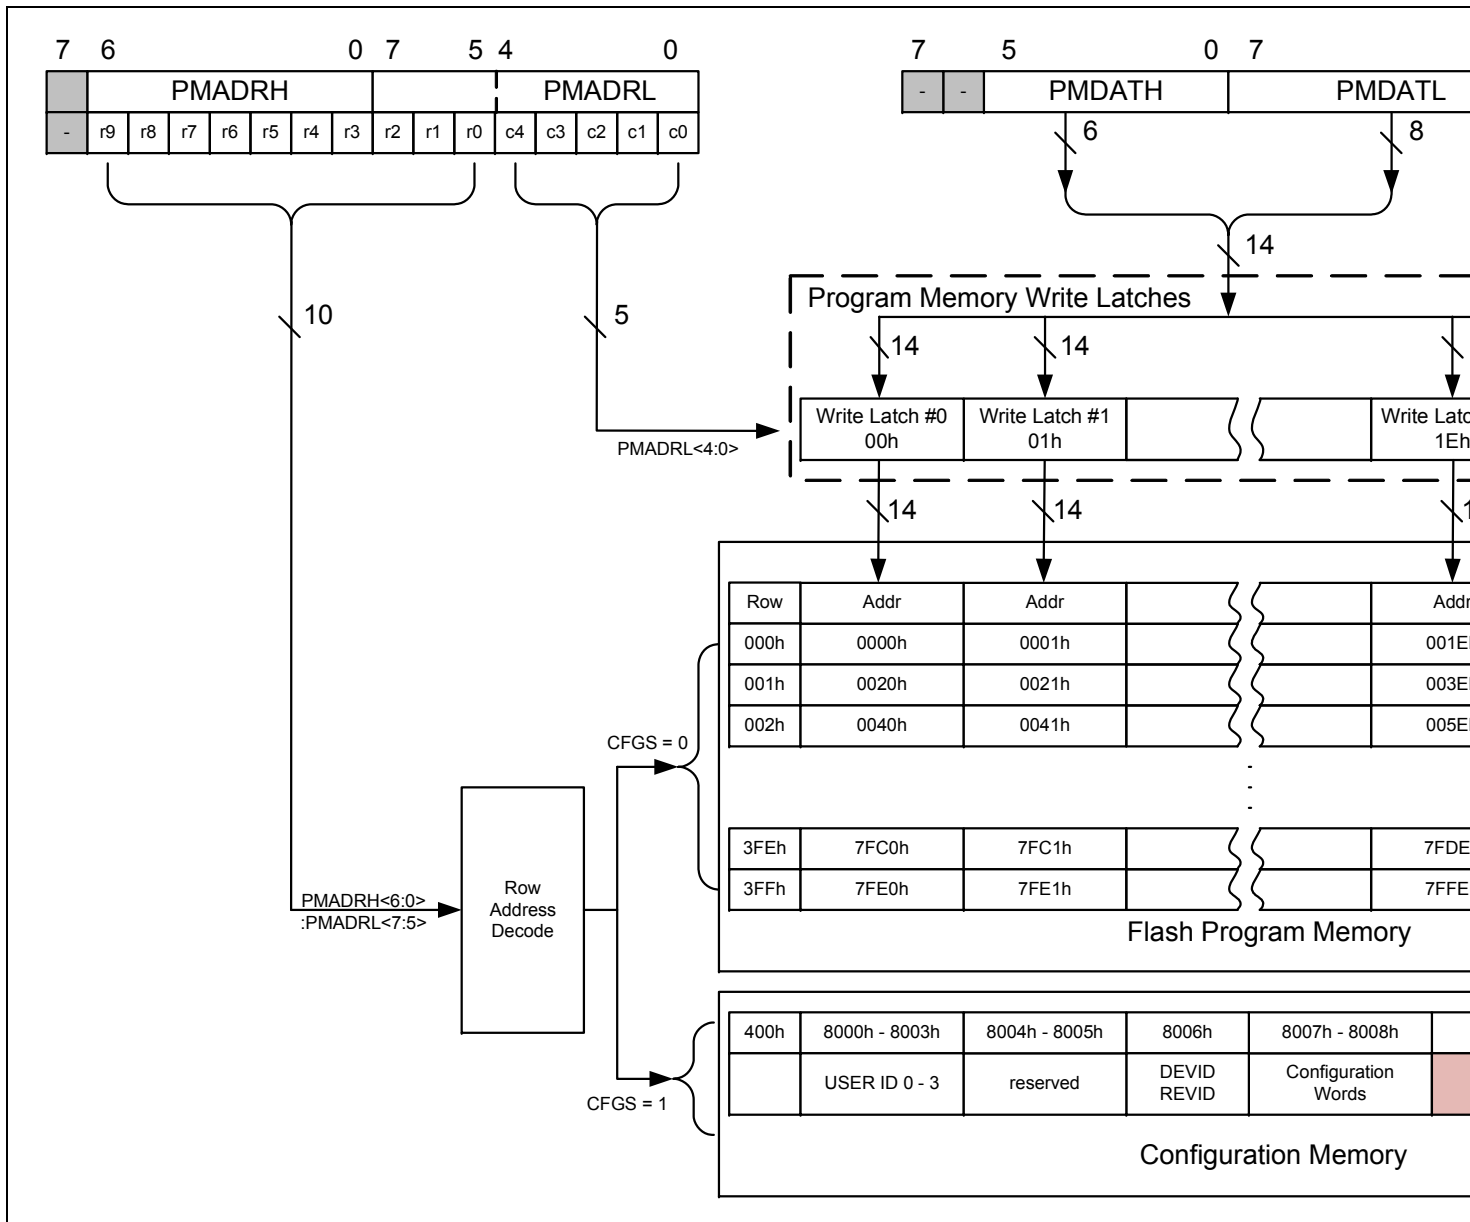 7 6 0 7 5 4 0
PMADRH PMADRL
- r9 r8 r7 r6 r5 r4 r3 r2 r1 r0 c4 c3 c2 c1 c0
7 5 0 7
- - PMDATH PMDATL
6 8
14
10
5
PMADRL<4:0>
Program Memory Write Latches
14 14
Write Latch #0 Write Latch #1
00h 01h 1Eh
14 14
Row Addr Addr Addr
000h 0000h 0001h
001h 0020h 0021h
002h 0040h 0041h
CFGS = 0
3FEh 7FC0h 7FC1h
3FFh 7FE0h 7FE1h
Flash Program Memory
PMADRH<6:0>
:PMADRL<7:5>
Row
Address
Decode
CFGS = 1
400h 8000h - 8003h 8004h - 8005h 8006h 8007h - 8008h
USER ID 0 - 3 reserved DEVID Configuration
REVID Words
Configuration Memory